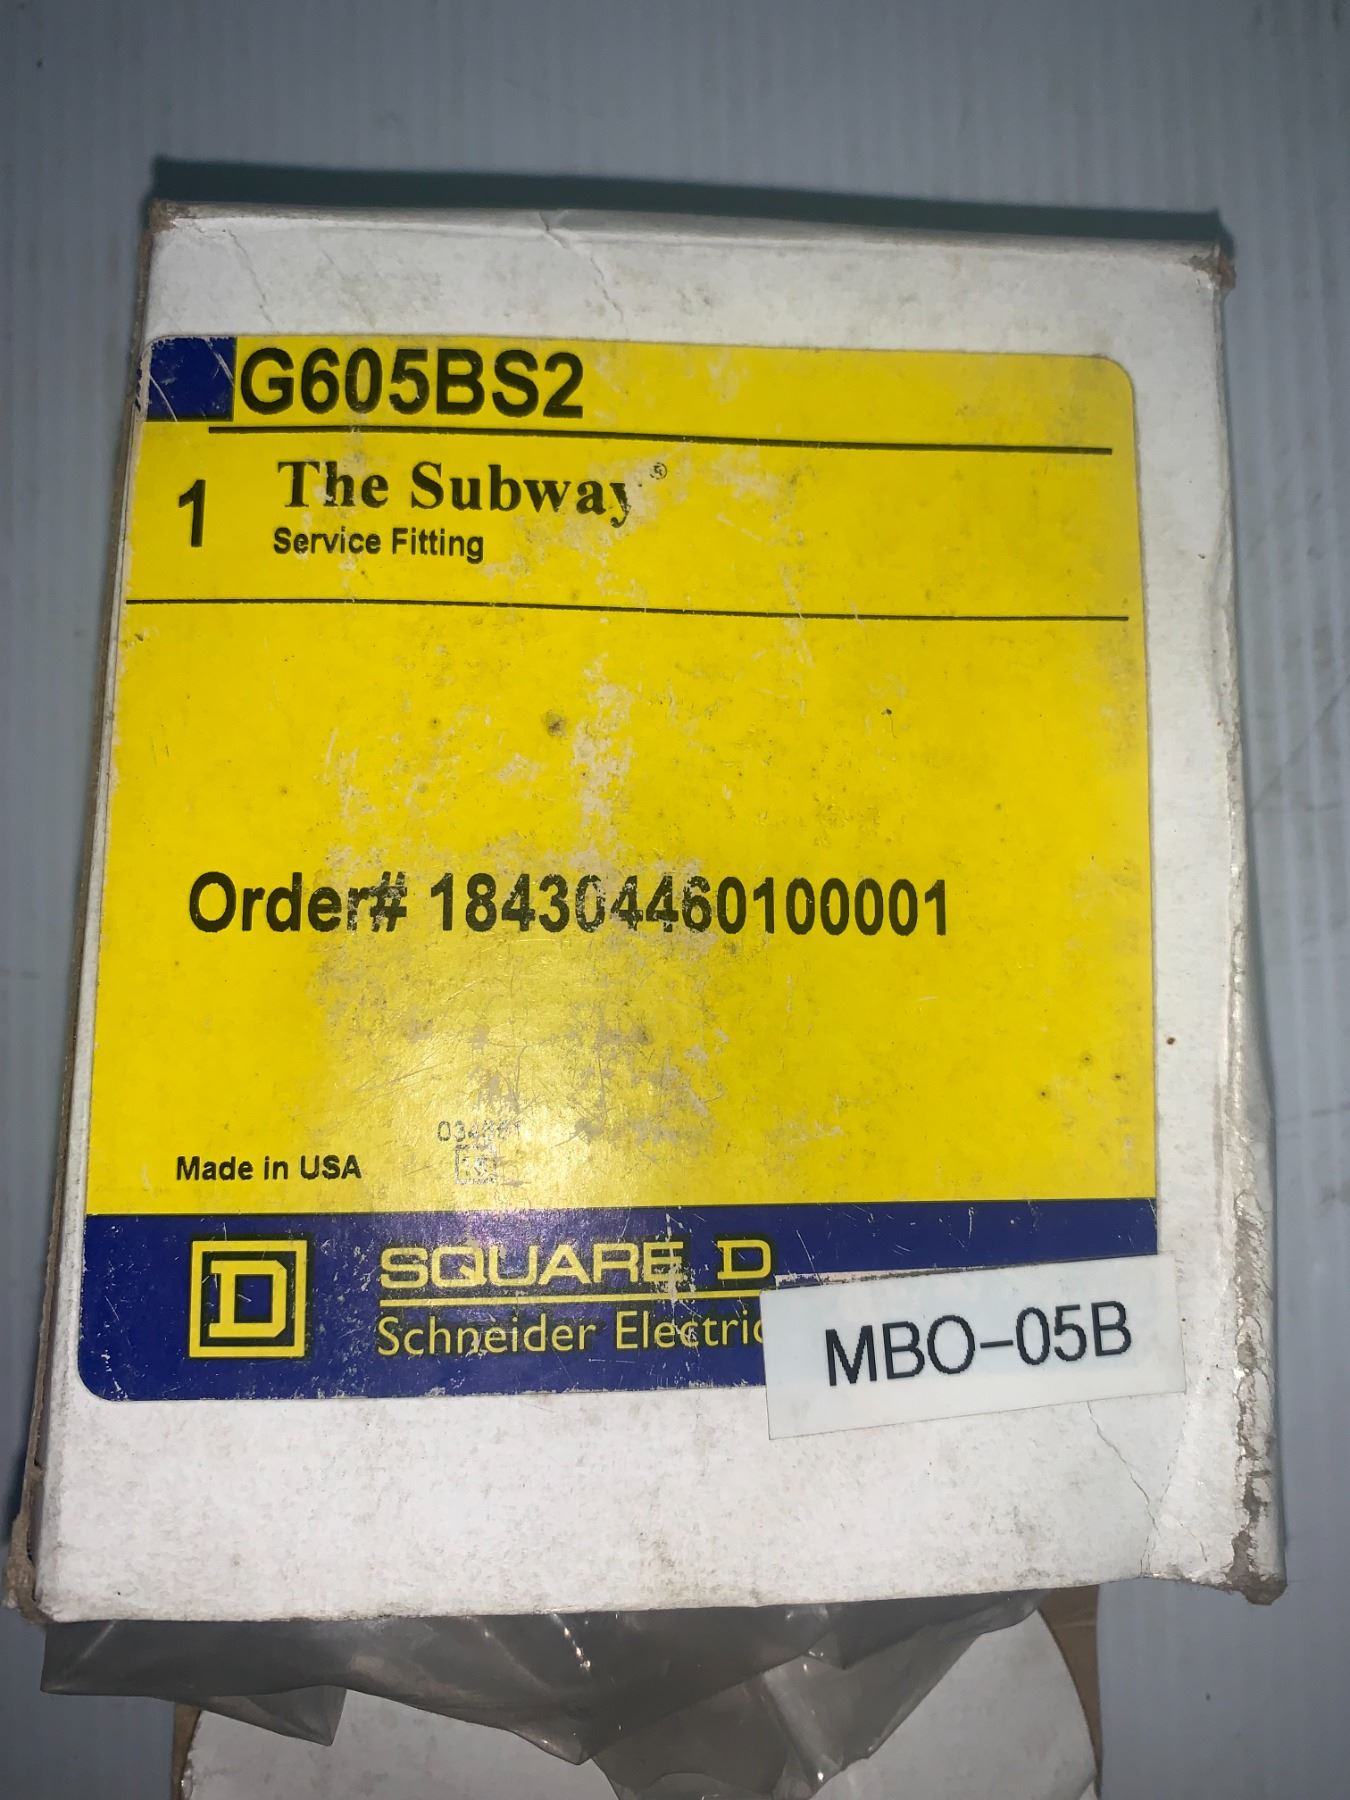 G605BS2
1 The Subway®
Service Fitting
Order# 184304460100001
Made in USA
D SQUARE D
Schneider Electric
MBO-05B